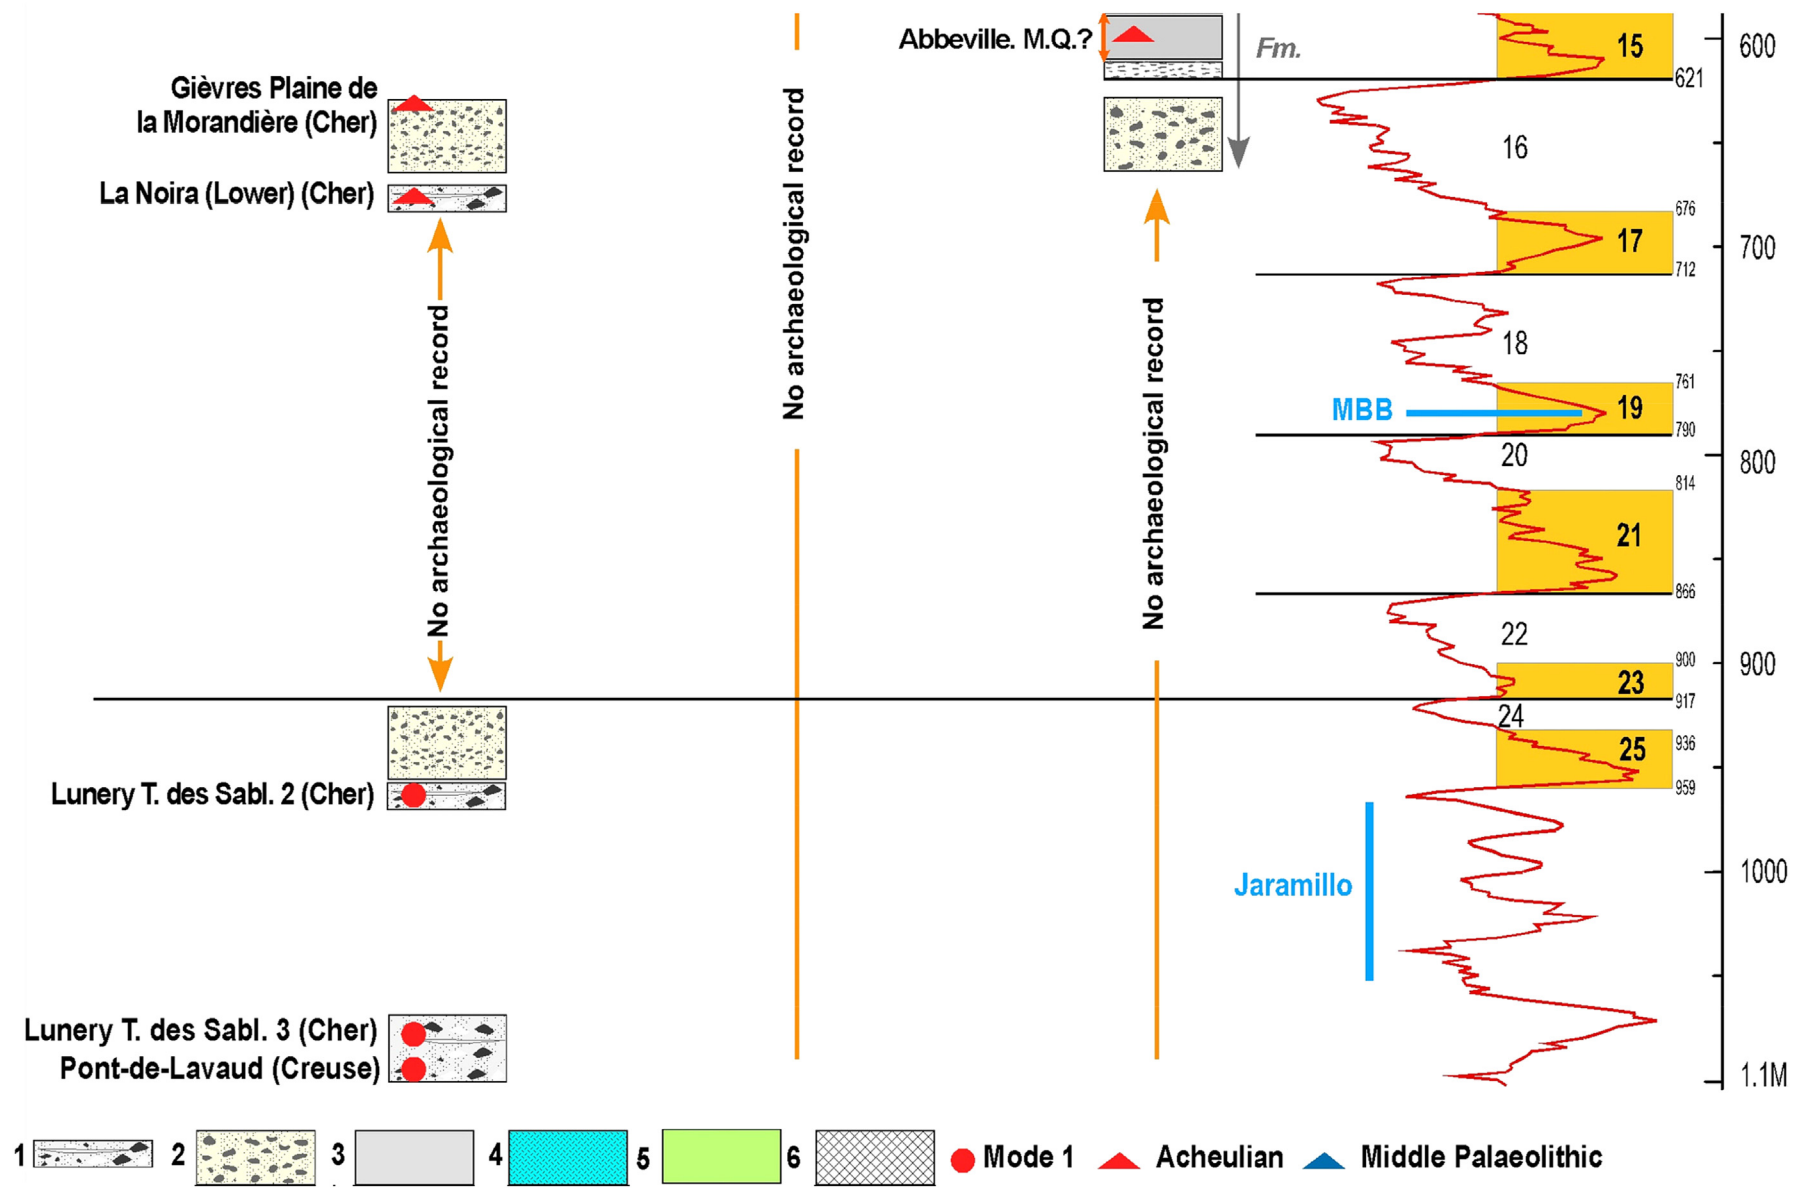 Abbeville. M.Q.?
Fm.
15
600
621
Gièvres Plaine de
la Morandière (Cher)
16
La Noira (Lower) (Cher)
676
17
700
712
No archaeological record
No archaeological record
No archaeological record
18
761
MBB
19
790
20
800
814
21
866
22
900
900
23
917
24
25
936
959
Lunery T. des Sabl. 2 (Cher)
Jaramillo
1000
Lunery T. des Sabl. 3 (Cher)
Pont-de-Lavaud (Creuse)
1.1M
1
2
3
4
5
6
Mode 1
Acheulian
Middle Palaeolithic